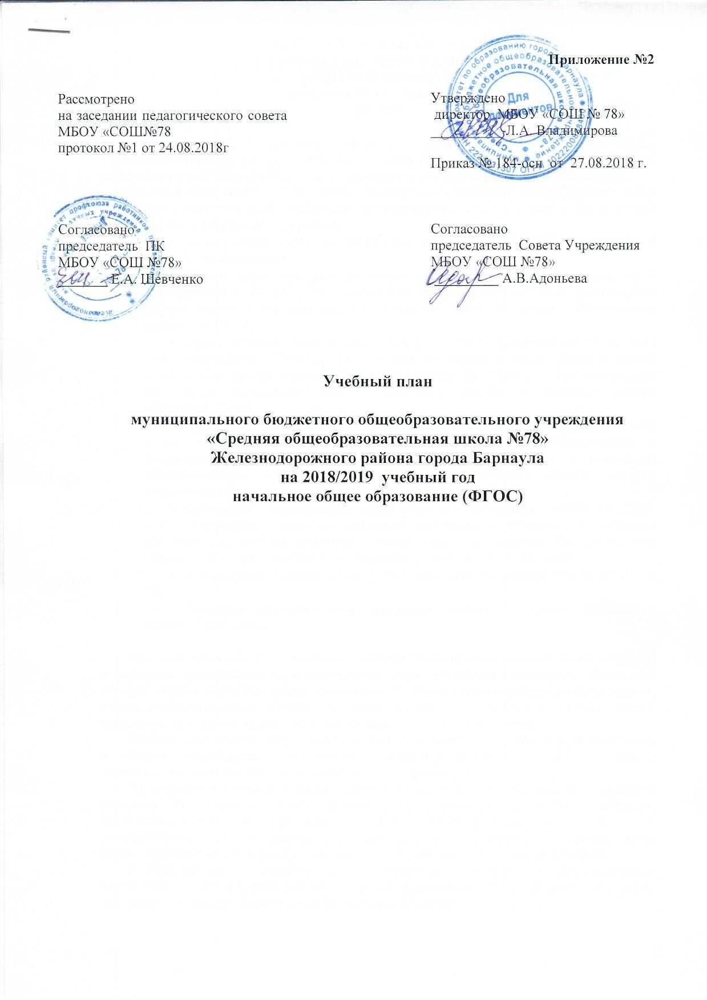 Приложение №2
Рассмотрено
на заседании педагогического совета
МБОУ «СОШ№78
протокол №1 от 24.08.2018г
Утверждено
директор МБОУ «СОШ № 78»
Л.А. Владимирова
Приказ № 184-осн от 27.08.2018 г.
Для
документов
Согласовано
председатель ПК
МБОУ «СОШ №78»
Е.А. Шевченко
Согласовано
председатель Совета Учреждения
МБОУ «СОШ №78»
А.В.Адоньева
Учебный план
муниципального бюджетного общеобразовательного учреждения
«Средняя общеобразовательная школа №78»
Железнодорожного района города Барнаула
на 2018/2019 учебный год
начальное общее образование (ФГОС)